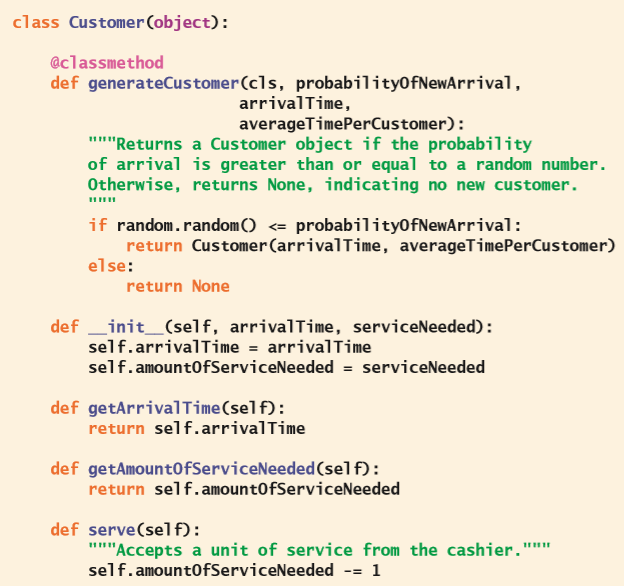 class Customer(object):
@classmethod
def generateCustomer(cls, probabilityOfNewArrival,
arrivalTime,
averageTimePerCustomer):
"""Returns a Customer object if the probability
of arrival is greater than or equal to a random number.
Otherwise, returns None, indicating no new customer.
"""
if random.random() <= probabilityOfNewArrival:
return Customer(arrivalTime, averageTimePerCustomer)
else:
return None
def __init__(self, arrivalTime, serviceNeeded):
self.arrivalTime = arrivalTime
self.amountOfServiceNeeded = serviceNeeded
def getArrivalTime(self):
return self.arrivalTime
def getAmountOfServiceNeeded(self):
return self.amountOfServiceNeeded
def serve(self):
"""Accepts a unit of service from the cashier."""
self.amountOfServiceNeeded -= 1